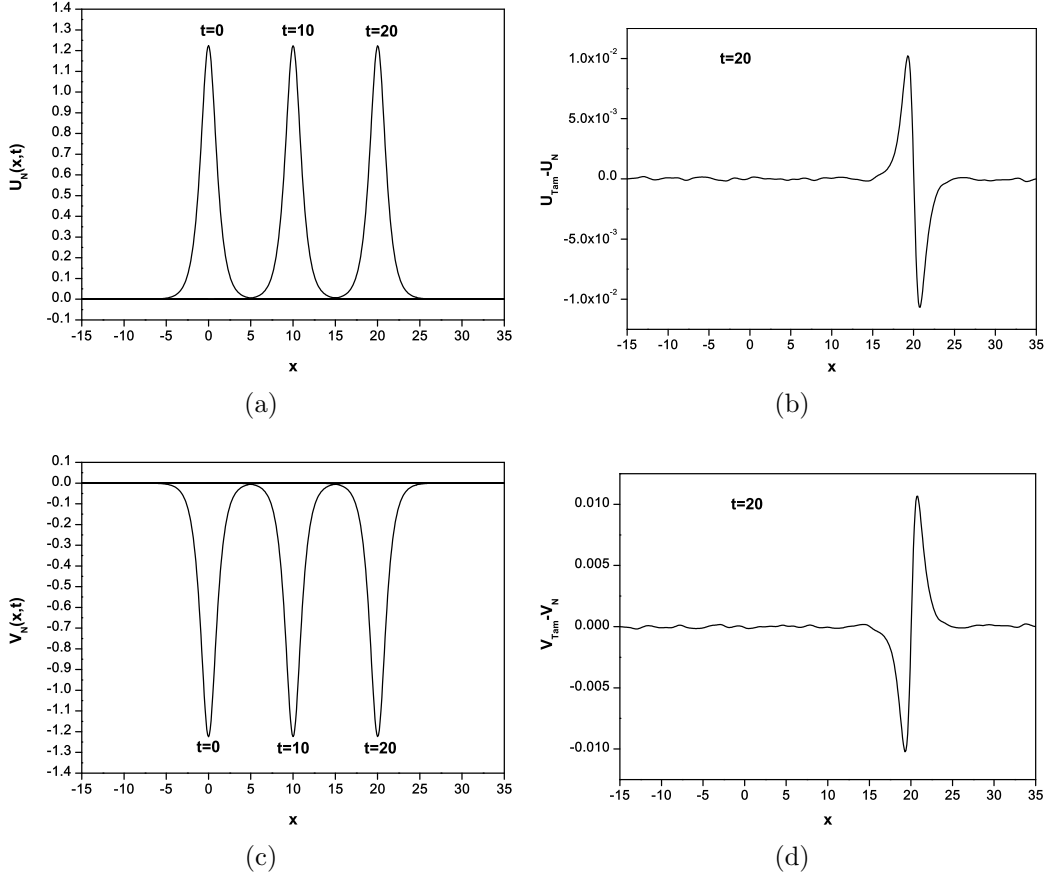 1.4
1.3
1.2
1.1
1.0
0.9
0.8
0.7
0.6
0.5
0.4
0.3
0.2
0.1
0.0
-0.1
U_N(x,t)
t=0 t=10 t=20
-15 -10 -5 0 5 10 15 20 25 30 35
x
(a)
1.0x10^-2
5.0x10^-3
0.0
-5.0x10^-3
-1.0x10^-2
U_Tam-U_N
t=20
-15 -10 -5 0 5 10 15 20 25 30 35
x
(b)
0.1
0.0
-0.1
-0.2
-0.3
-0.4
-0.5
-0.6
-0.7
-0.8
-0.9
-1.0
-1.1
-1.2
-1.3
-1.4
V_N(x,t)
t=0 t=10 t=20
-15 -10 -5 0 5 10 15 20 25 30 35
x
(c)
0.010
0.005
0.000
-0.005
-0.010
V_Tam-V_N
t=20
-15 -10 -5 0 5 10 15 20 25 30 35
x
(d)